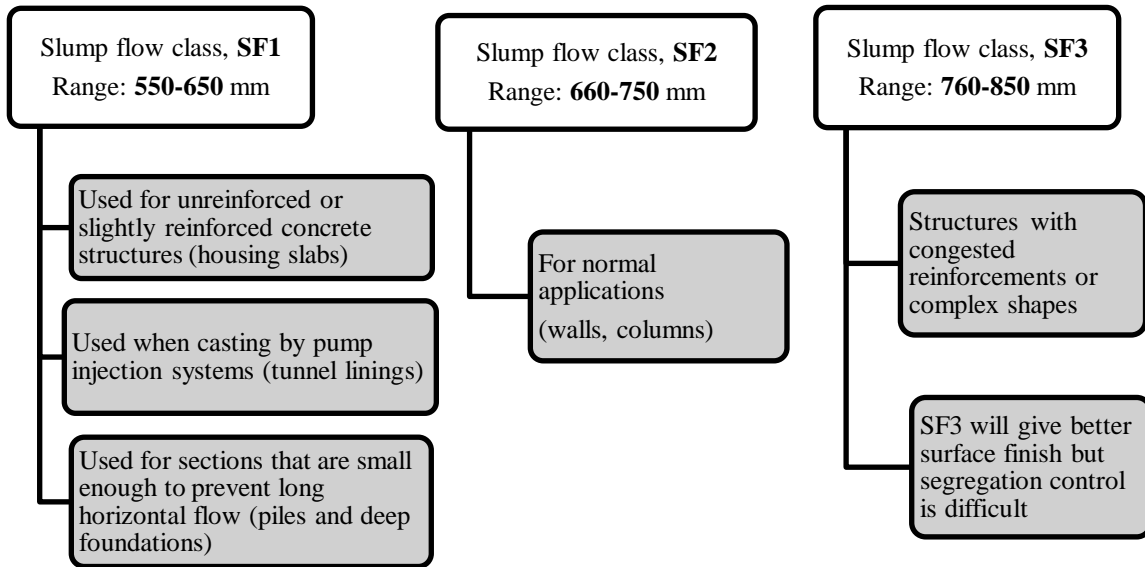 Slump flow class, SF1
Range: 550-650 mm
Used for unreinforced or
slightly reinforced concrete
structures (housing slabs)
Used when casting by pump
injection systems (tunnel linings)
Used for sections that are small
enough to prevent long
horizontal flow (piles and deep
foundations)
Slump flow class, SF2
Range: 660-750 mm
For normal
applications
(walls, columns)
Slump flow class, SF3
Range: 760-850 mm
Structures with
congested
reinforcements or
complex shapes
SF3 will give better
surface finish but
segregation control
is difficult